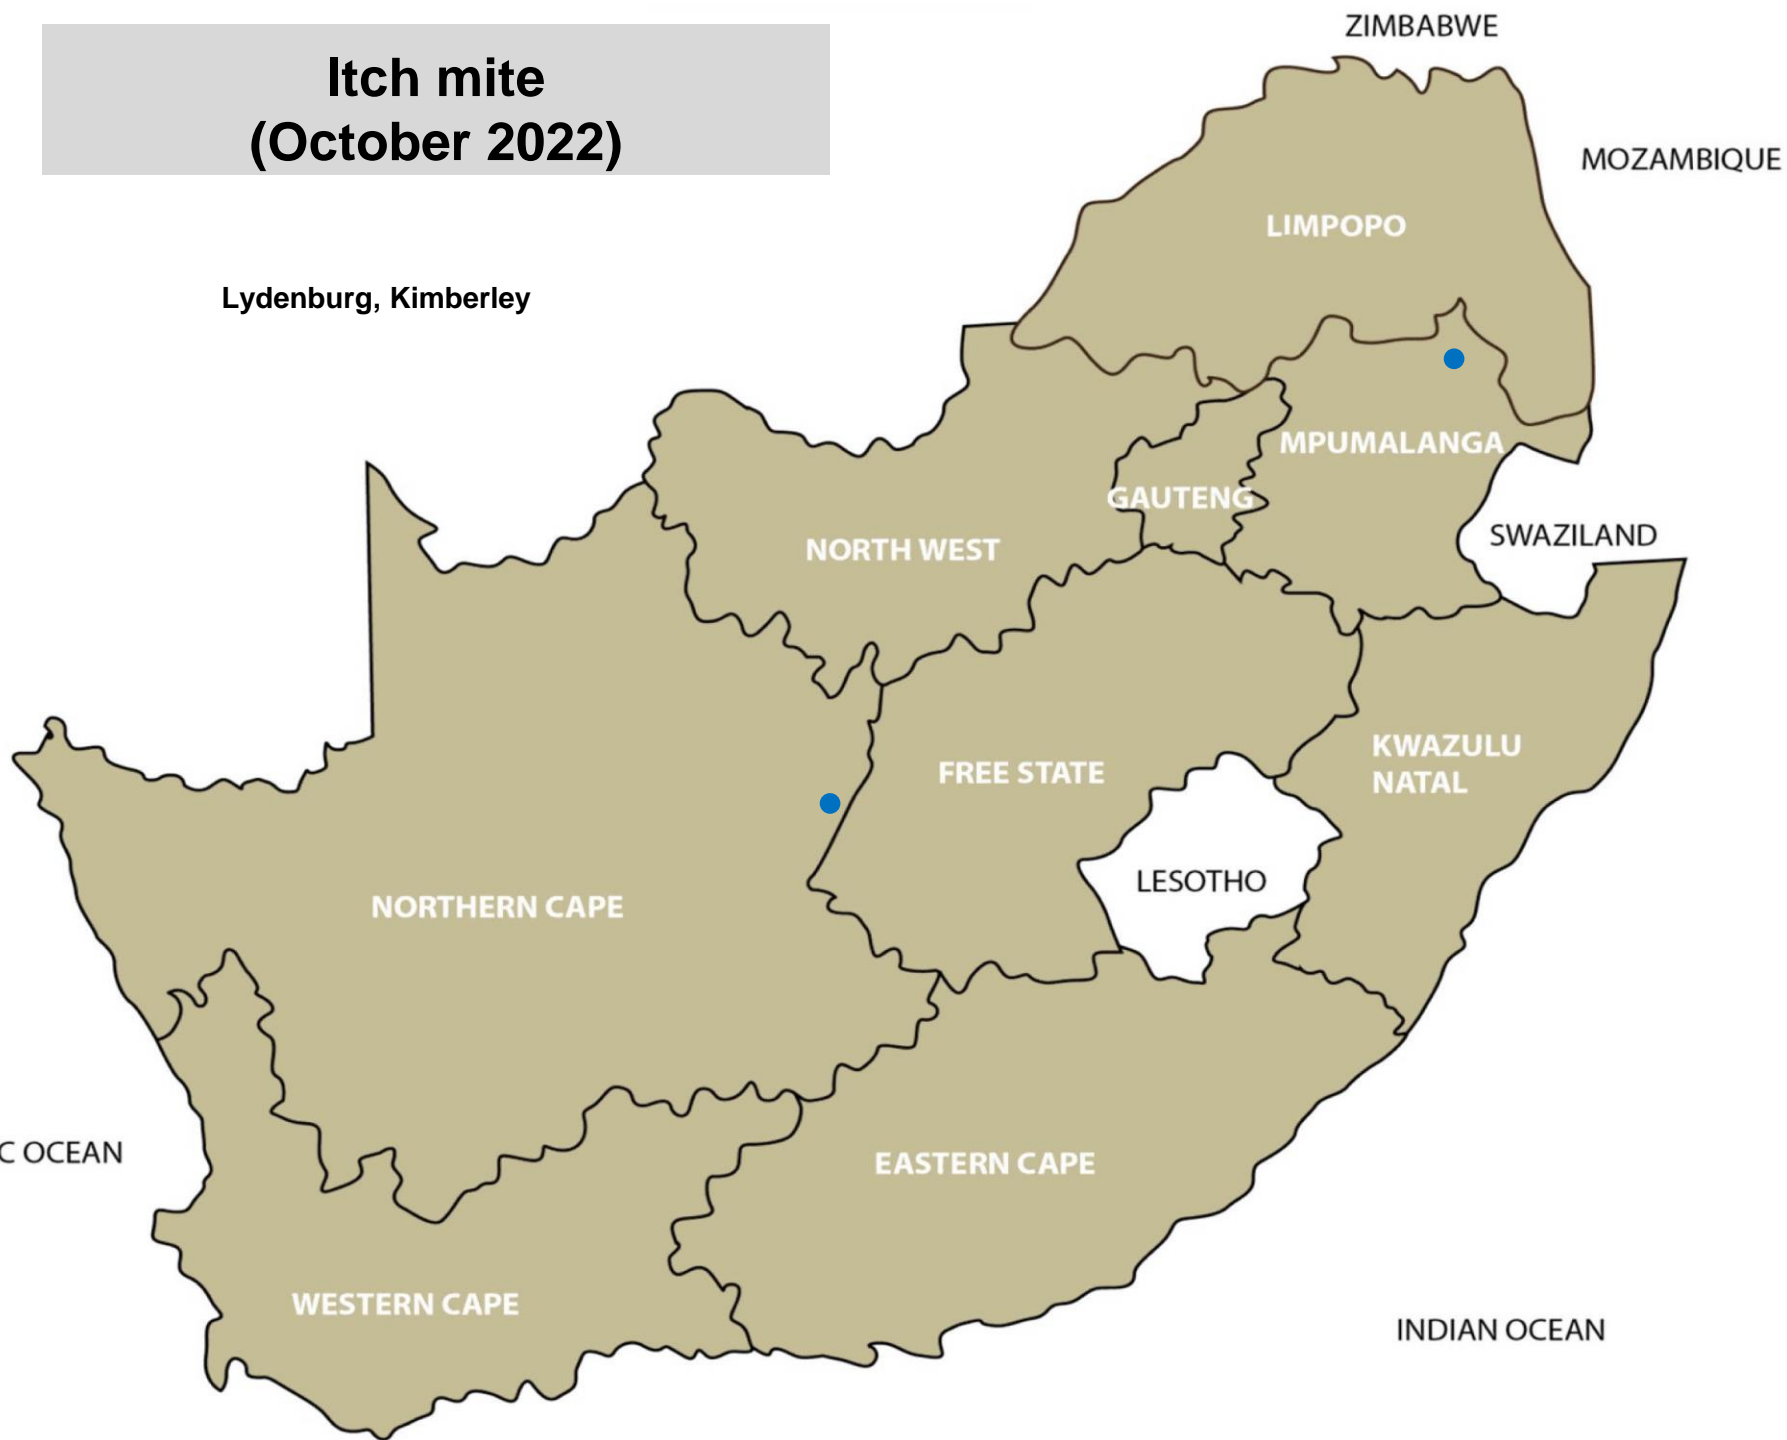 Itch mite
(October 2022)
ZIMBABWE
MOZAMBIQUE
LIMPOPO
Lydenburg, Kimberley
MPUMALANGA
GAUTENG
SWAZILAND
NORTH WEST
KWAZULU
NATAL
FREE STATE
LESOTHO
NORTHERN CAPE
C OCEAN
EASTERN CAPE
WESTERN CAPE
INDIAN OCEAN